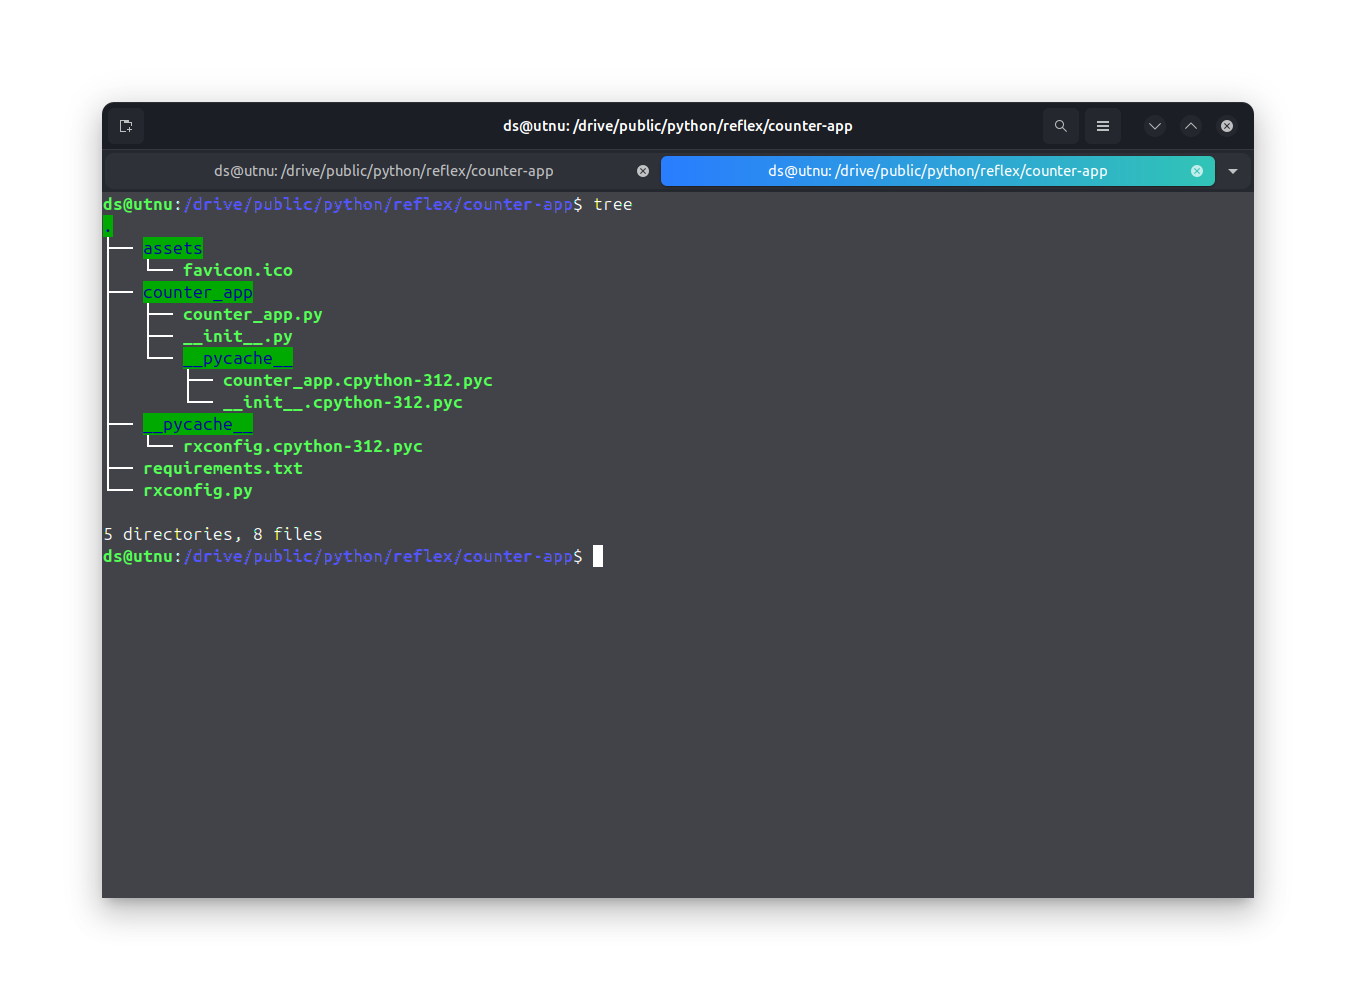 ds@utnu: /drive/public/python/reflex/counter-app
ds@utnu: /drive/public/python/reflex/counter-app
ds@utnu: /drive/public/python/reflex/counter-app
ds@utnu:/drive/public/python/reflex/counter-app$ tree
.
├── assets
│   └── favicon.ico
├── counter_app
│   ├── counter_app.py
│   ├── __init__.py
│   └── __pycache__
│       ├── counter_app.cpython-312.pyc
│       └── __init__.cpython-312.pyc
├── __pycache__
│   └── rxconfig.cpython-312.pyc
├── requirements.txt
└── rxconfig.py
5 directories, 8 files
ds@utnu:/drive/public/python/reflex/counter-app$